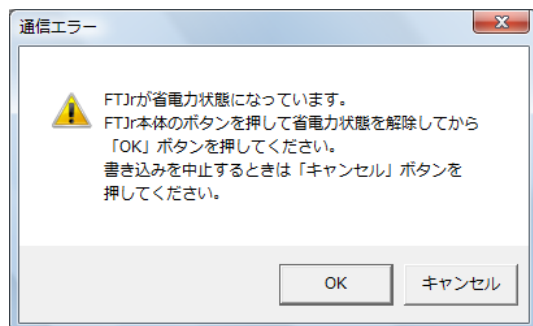 通信エラー
FTJrが省電力状態になっています。
FTJr本体のボタンを押して省電力状態を解除してから
「OK」ボタンを押してください。
書き込みを中止するときは「キャンセル」ボタンを
押してください。
OK
キャンセル